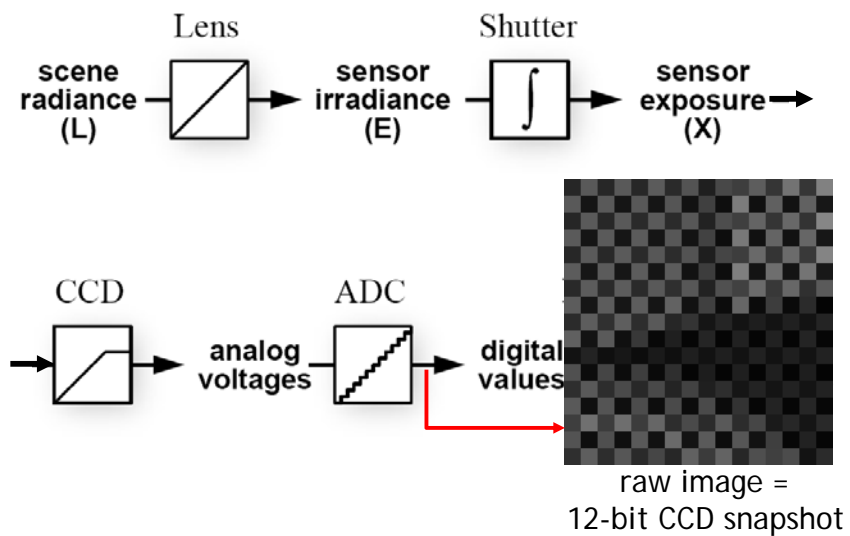 Lens
Shutter
scene
radiance
(L)
sensor
irradiance
(E)
∫
sensor
exposure
(X)
CCD
ADC
analog
voltages
digital
values
raw image =
12-bit CCD snapshot